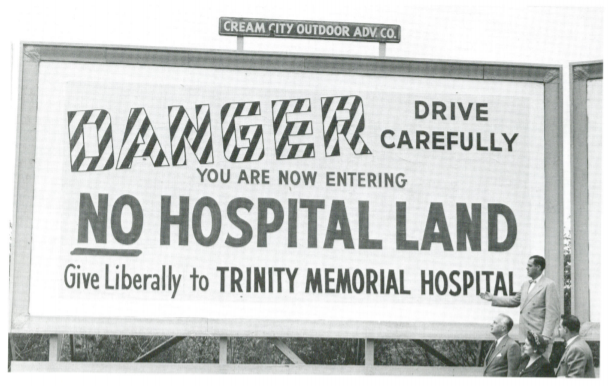 CREAM CITY OUTDOOR ADV. CO.
DANGER DRIVE CAREFULLY
YOU ARE NOW ENTERING
NO HOSPITAL LAND
Give Liberally to TRINITY MEMORIAL HOSPITAL